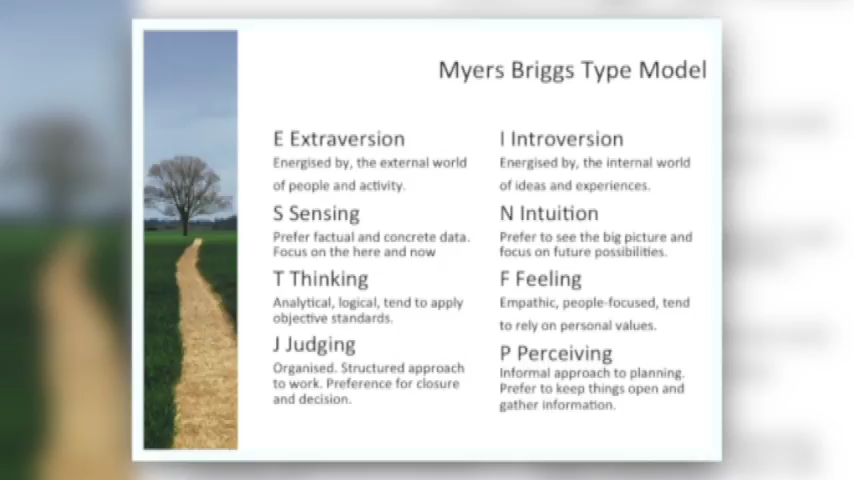 Myers Briggs Type Model
E Extraversion
Energised by, the external world
of people and activity.
S Sensing
Prefer factual and concrete data.
Focus on the here and now
T Thinking
Analytical, logical, tend to apply
objective standards.
J Judging
Organised. Structured approach
to work. Preference for closure
and decision.
I Introversion
Energised by, the internal world
of ideas and experiences.
N Intuition
Prefer to see the big picture and
focus on future possibilities.
F Feeling
Empathic, people-focused, tend
to rely on personal values.
P Perceiving
Informal approach to planning.
Prefer to keep things open and
gather information.